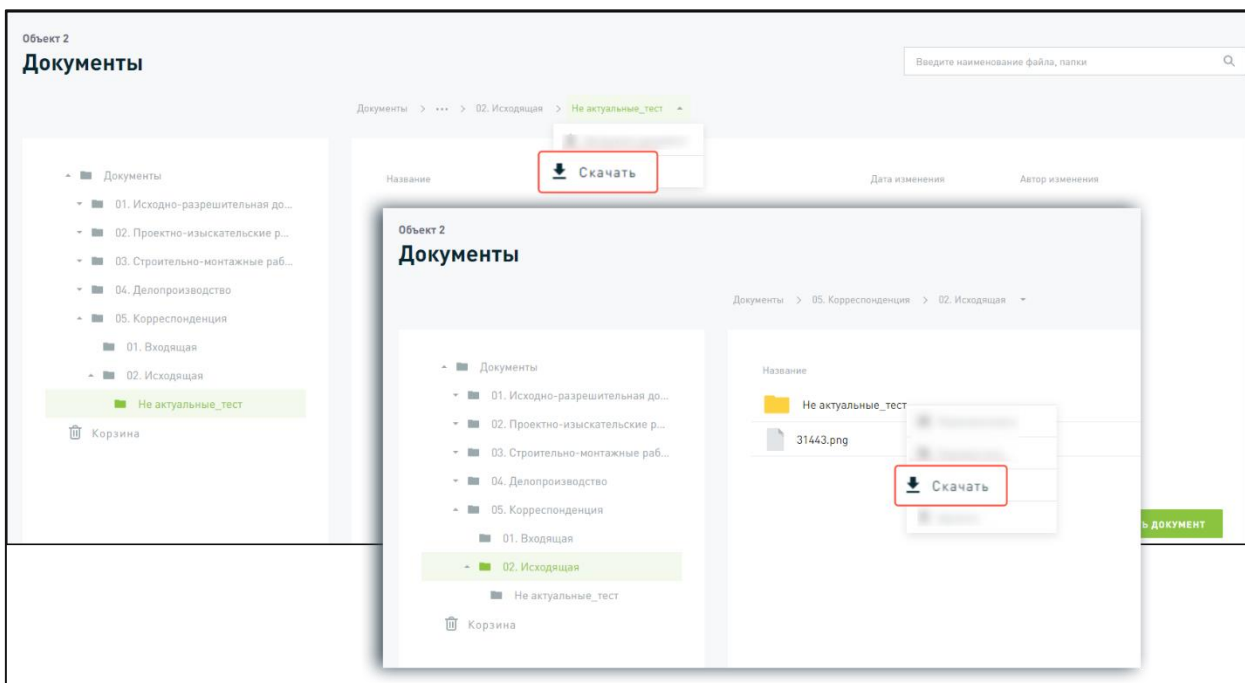 Объект 2
Документы
Введите наименование файла, папки
Документы > ••• > 02. Исходящая > Не актуальные_тест
Скачать
Название Дата изменения Автор изменения
Документы
01. Исходно-разрешительная до...
02. Проектно-изыскательские р...
03. Строительно-монтажные раб...
04. Делопроизводство
05. Корреспонденция
01. Входящая
02. Исходящая
Не актуальные_тест
Корзина
Объект 2
Документы
Документы > 05. Корреспонденция > 02. Исходящая
Документы
01. Исходно-разрешительная до...
02. Проектно-изыскательские р...
03. Строительно-монтажные раб...
04. Делопроизводство
05. Корреспонденция
01. Входящая
02. Исходящая
Не актуальные_тест
Корзина
Название
Не актуальные_тест
31443.png
Скачать
Ь ДОКУМЕНТ